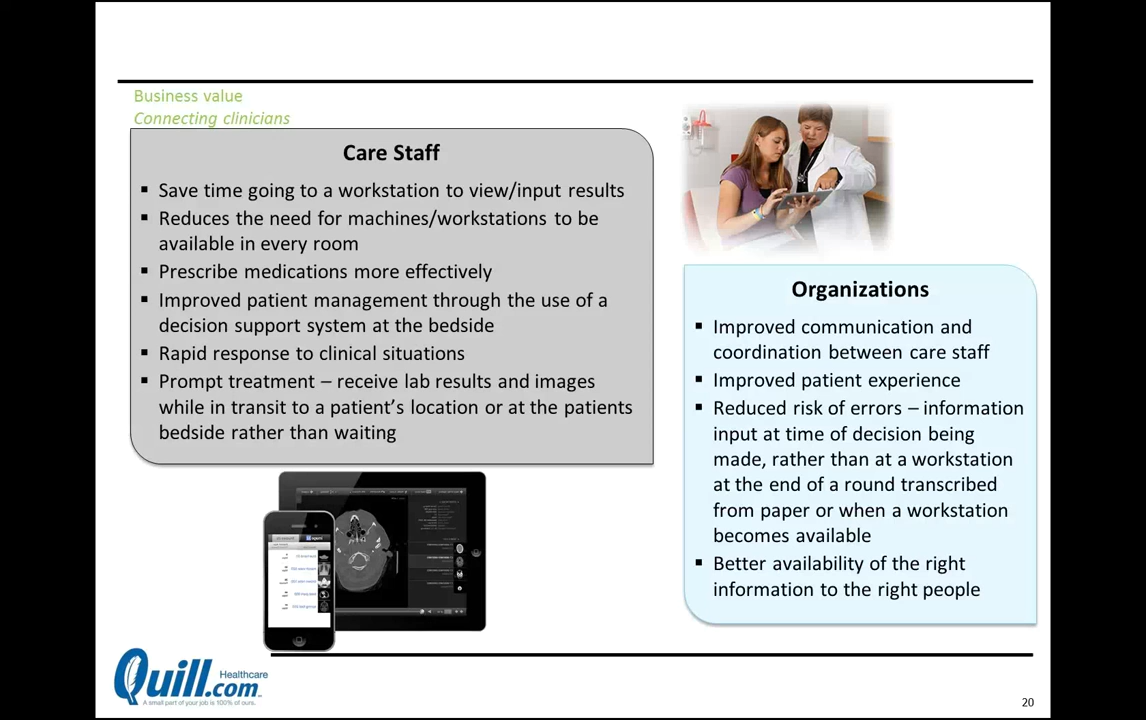 Business value
Connecting clinicians
Care Staff
▪ Save time going to a workstation to view/input results
▪ Reduces the need for machines/workstations to be
available in every room
▪ Prescribe medications more effectively
▪ Improved patient management through the use of a
decision support system at the bedside
▪ Rapid response to clinical situations
▪ Prompt treatment – receive lab results and images
while in transit to a patient's location or at the patients
bedside rather than waiting
Organizations
▪ Improved communication and
coordination between care staff
▪ Improved patient experience
▪ Reduced risk of errors – information
input at time of decision being
made, rather than at a workstation
at the end of a round transcribed
from paper or when a workstation
becomes available
▪ Better availability of the right
information to the right people
Healthcare
Quill.com
A small part of your job is 100% of ours.
20